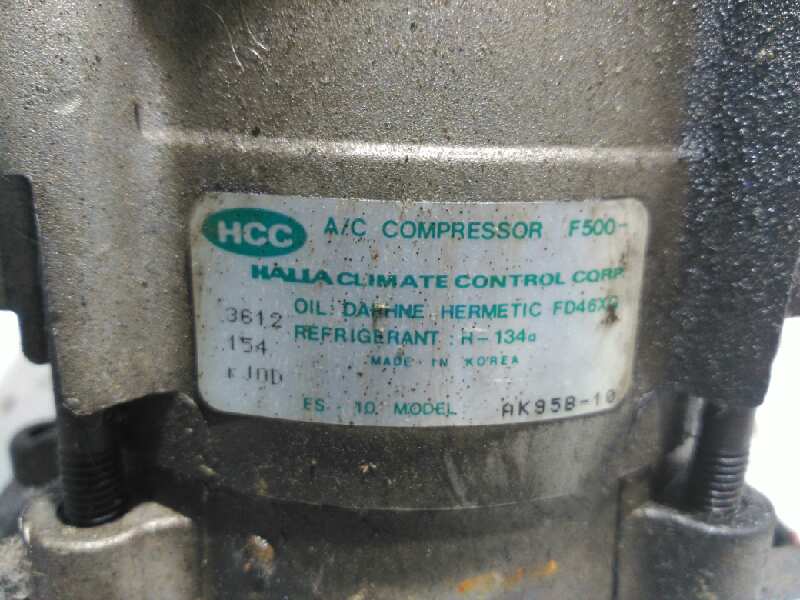 HCC A/C COMPRESSOR F500-
HALLA CLIMATE CONTROL CORP.
OIL: DAPHNE HERMETIC FD46XG
REFRIGERANT : H-134a
MADE IN KOREA
3612
154
ES-10 MODEL AK95B-10